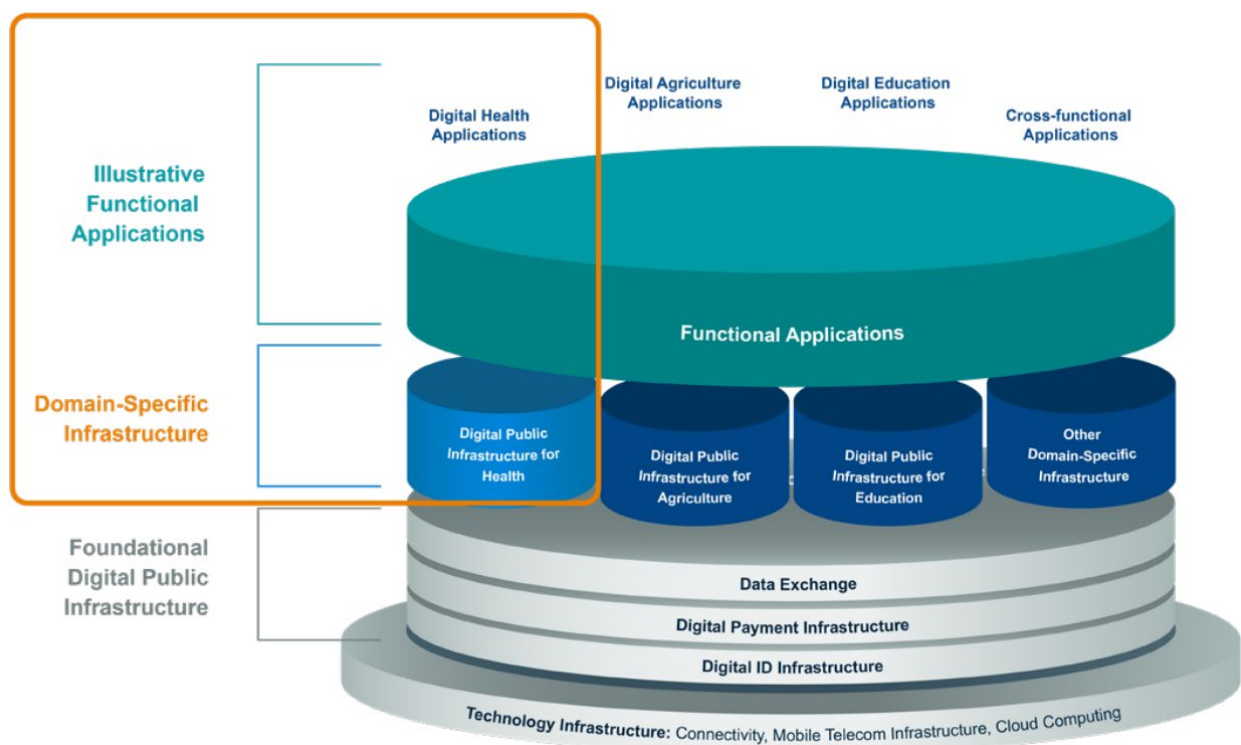 Digital Health
Applications
Digital Agriculture
Applications
Digital Education
Applications
Cross-functional
Applications
Illustrative
Functional
Applications
Functional Applications
Domain-Specific
Infrastructure
Digital Public
Infrastructure for
Health
Digital Public
Infrastructure for
Agriculture
Digital Public
Infrastructure for
Education
Other
Domain-Specific
Infrastructure
Foundational
Digital Public
Infrastructure
Data Exchange
Digital Payment Infrastructure
Digital ID Infrastructure
Technology Infrastructure: Connectivity, Mobile Telecom Infrastructure, Cloud Computing